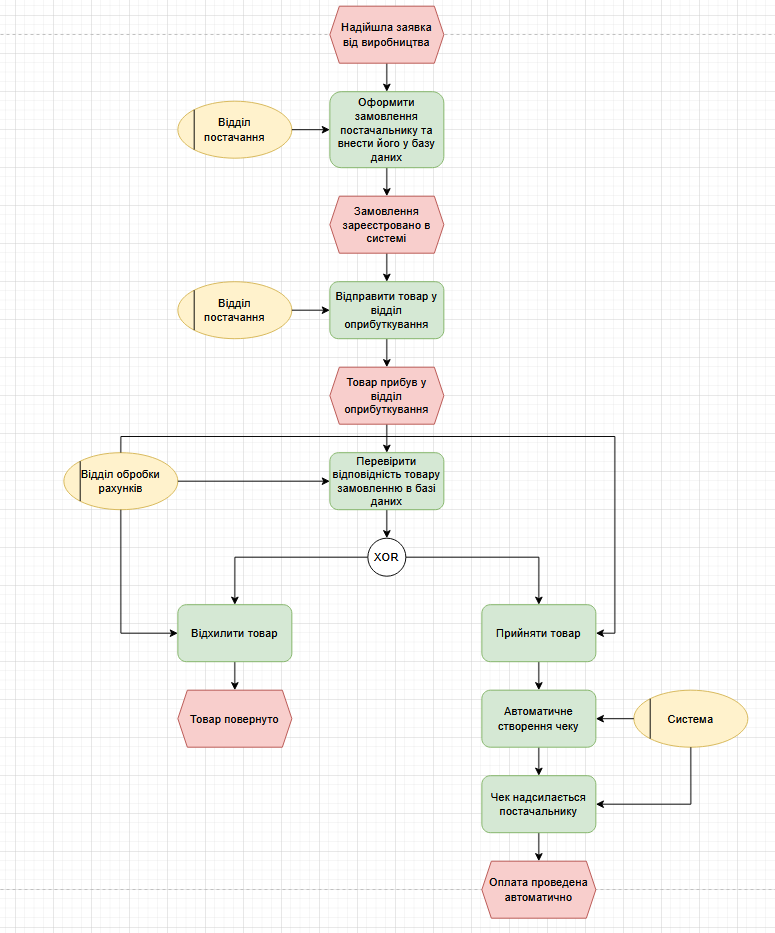 Надійшла заявка
від виробництва
Оформити
замовлення
постачальнику та
внести його у базу
даних
Відділ
постачання
Замовлення
зареєстровано в
системі
Відправити товар у
відділ
оприбуткування
Відділ
постачання
Товар прибув у
відділ
оприбуткування
Відділ обробки
рахунків
Перевірити
відповідність товару
замовленню в базі
даних
XOR
Відхилити товар
Прийняти товар
Товар повернуто
Автоматичне
створення чеку
Система
Чек надсилається
постачальнику
Оплата проведена
автоматично